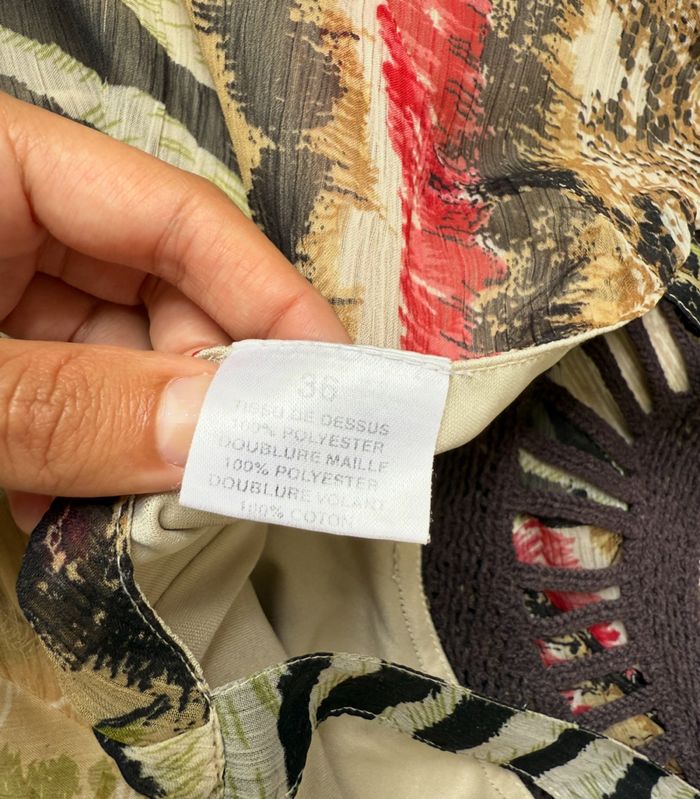 36
TISSU DE DESSUS
100% POLYESTER
DOUBLURE MAILLE
100% POLYESTER
DOUBLURE VOLANT
100% COTON